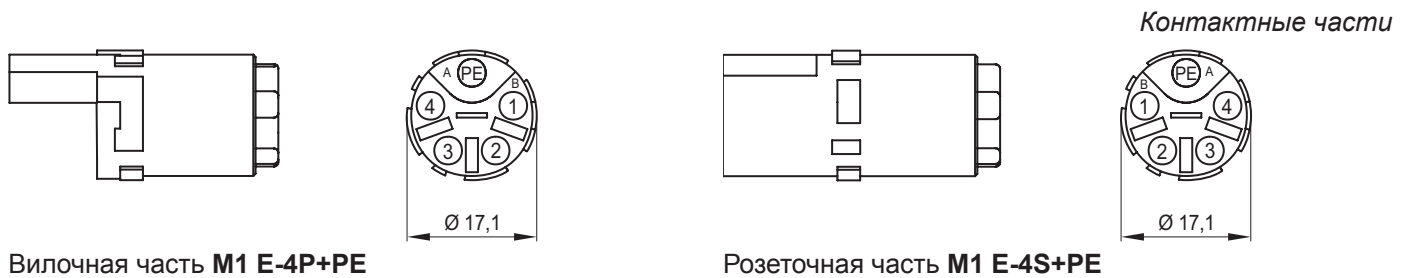 Контактные части
A PE B
4 1
3 2
Ø 17,1
Вилочная часть M1 E-4P+PE
B PE A
1 4
2 3
Ø 17,1
Розеточная часть M1 E-4S+PE